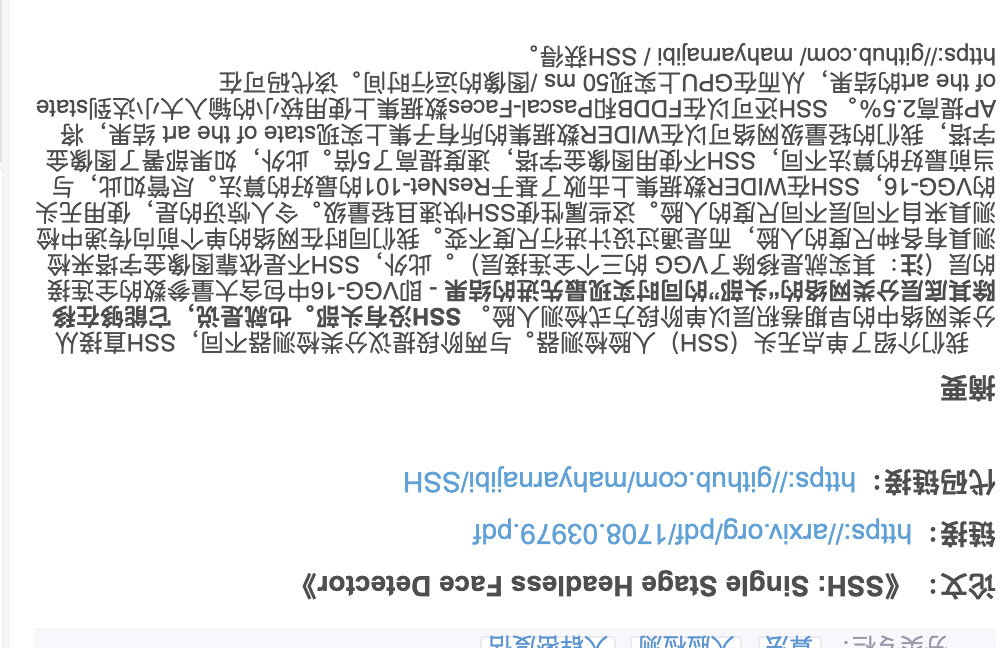 分类专栏： 算法 人脸检测 人群密度估
论文：《SSH: Single Stage Headless Face Detector》
链接：https://arxiv.org/pdf/1708.03979.pdf
代码链接：https://github.com/mahyarnajibi/SSH
摘要
我们介绍了单点无头（SSH）人脸检测器。与两阶段提议分类检测器不同，SSH直接从
分类网络中的早期卷积层以单阶段方式检测人脸。SSH没有头部。也就是说，它能够在移
除其底层分类网络的“头部”的同时实现最先进的结果 - 即VGG-16中包含大量参数的全连接
的层（注：其实就是移除了VGG 的三个全连接层）。此外，SSH不是依靠图像金字塔来检
测具有各种尺度的人脸，而是通过设计进行尺度不变。我们同时在网络的单个前向传递中检
测具来自不同层不同尺度的人脸。这些属性使SSH快速且轻量级。令人惊讶的是，使用无头
的VGG-16，SSH在WIDER数据集上击败了基于ResNet-101的最好的算法。尽管如此，与
当前最好的算法不同，SSH不使用图像金字塔，速度提高了5倍。此外，如果部署了图像金
字塔，我们的轻量级网络可以在WIDER数据集的所有子集上实现state of the art 结果，将
AP提高2.5%。SSH还可以在FDDB和Pascal-Faces数据集上使用较小的输入大小达到state
of the art的结果，从而在GPU上实现50 ms /图像的运行时间。该代码可在
https://github.com/ mahyarnajibi / SSH获得。